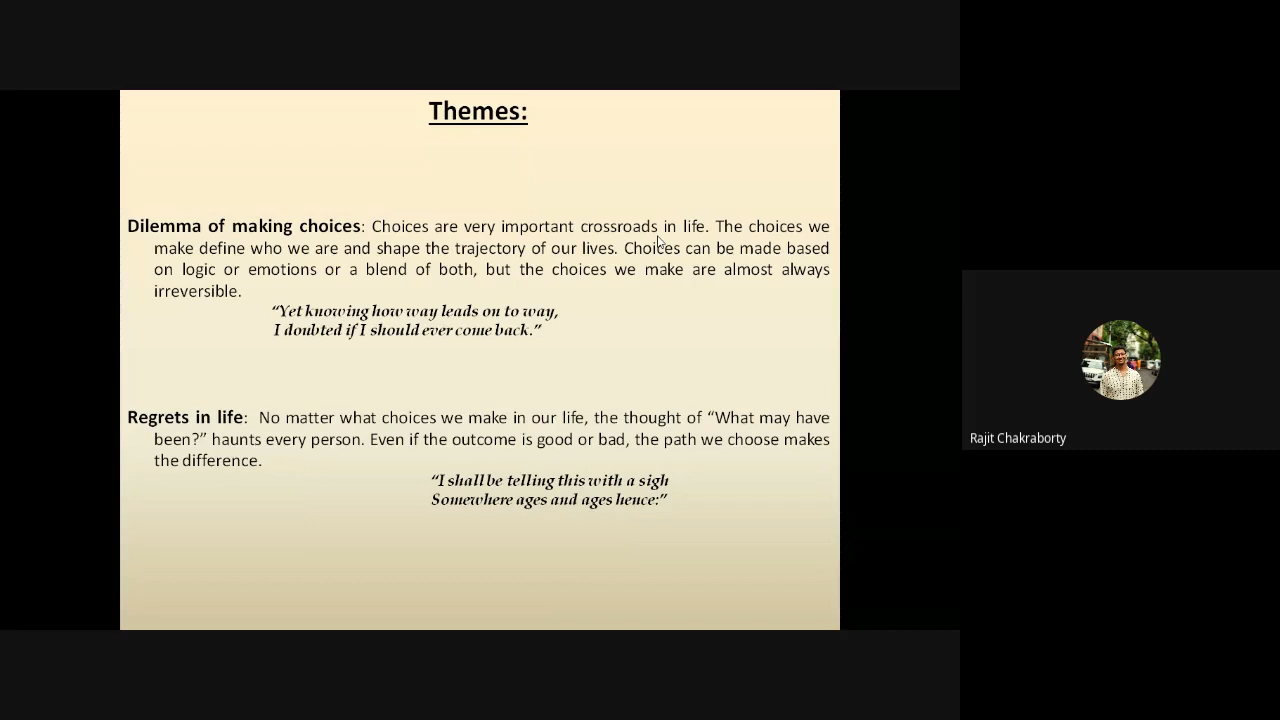 Themes:
Dilemma of making choices: Choices are very important crossroads in life. The choices we
make define who we are and shape the trajectory of our lives. Choices can be made based
on logic or emotions or a blend of both, but the choices we make are almost always
irreversible.
“Yet knowing how way leads on to way,
I doubted if I should ever come back.”
Regrets in life: No matter what choices we make in our life, the thought of “What may have
been?” haunts every person. Even if the outcome is good or bad, the path we choose makes
the difference.
“I shall be telling this with a sigh
Somewhere ages and ages hence:”
Rajit Chakraborty